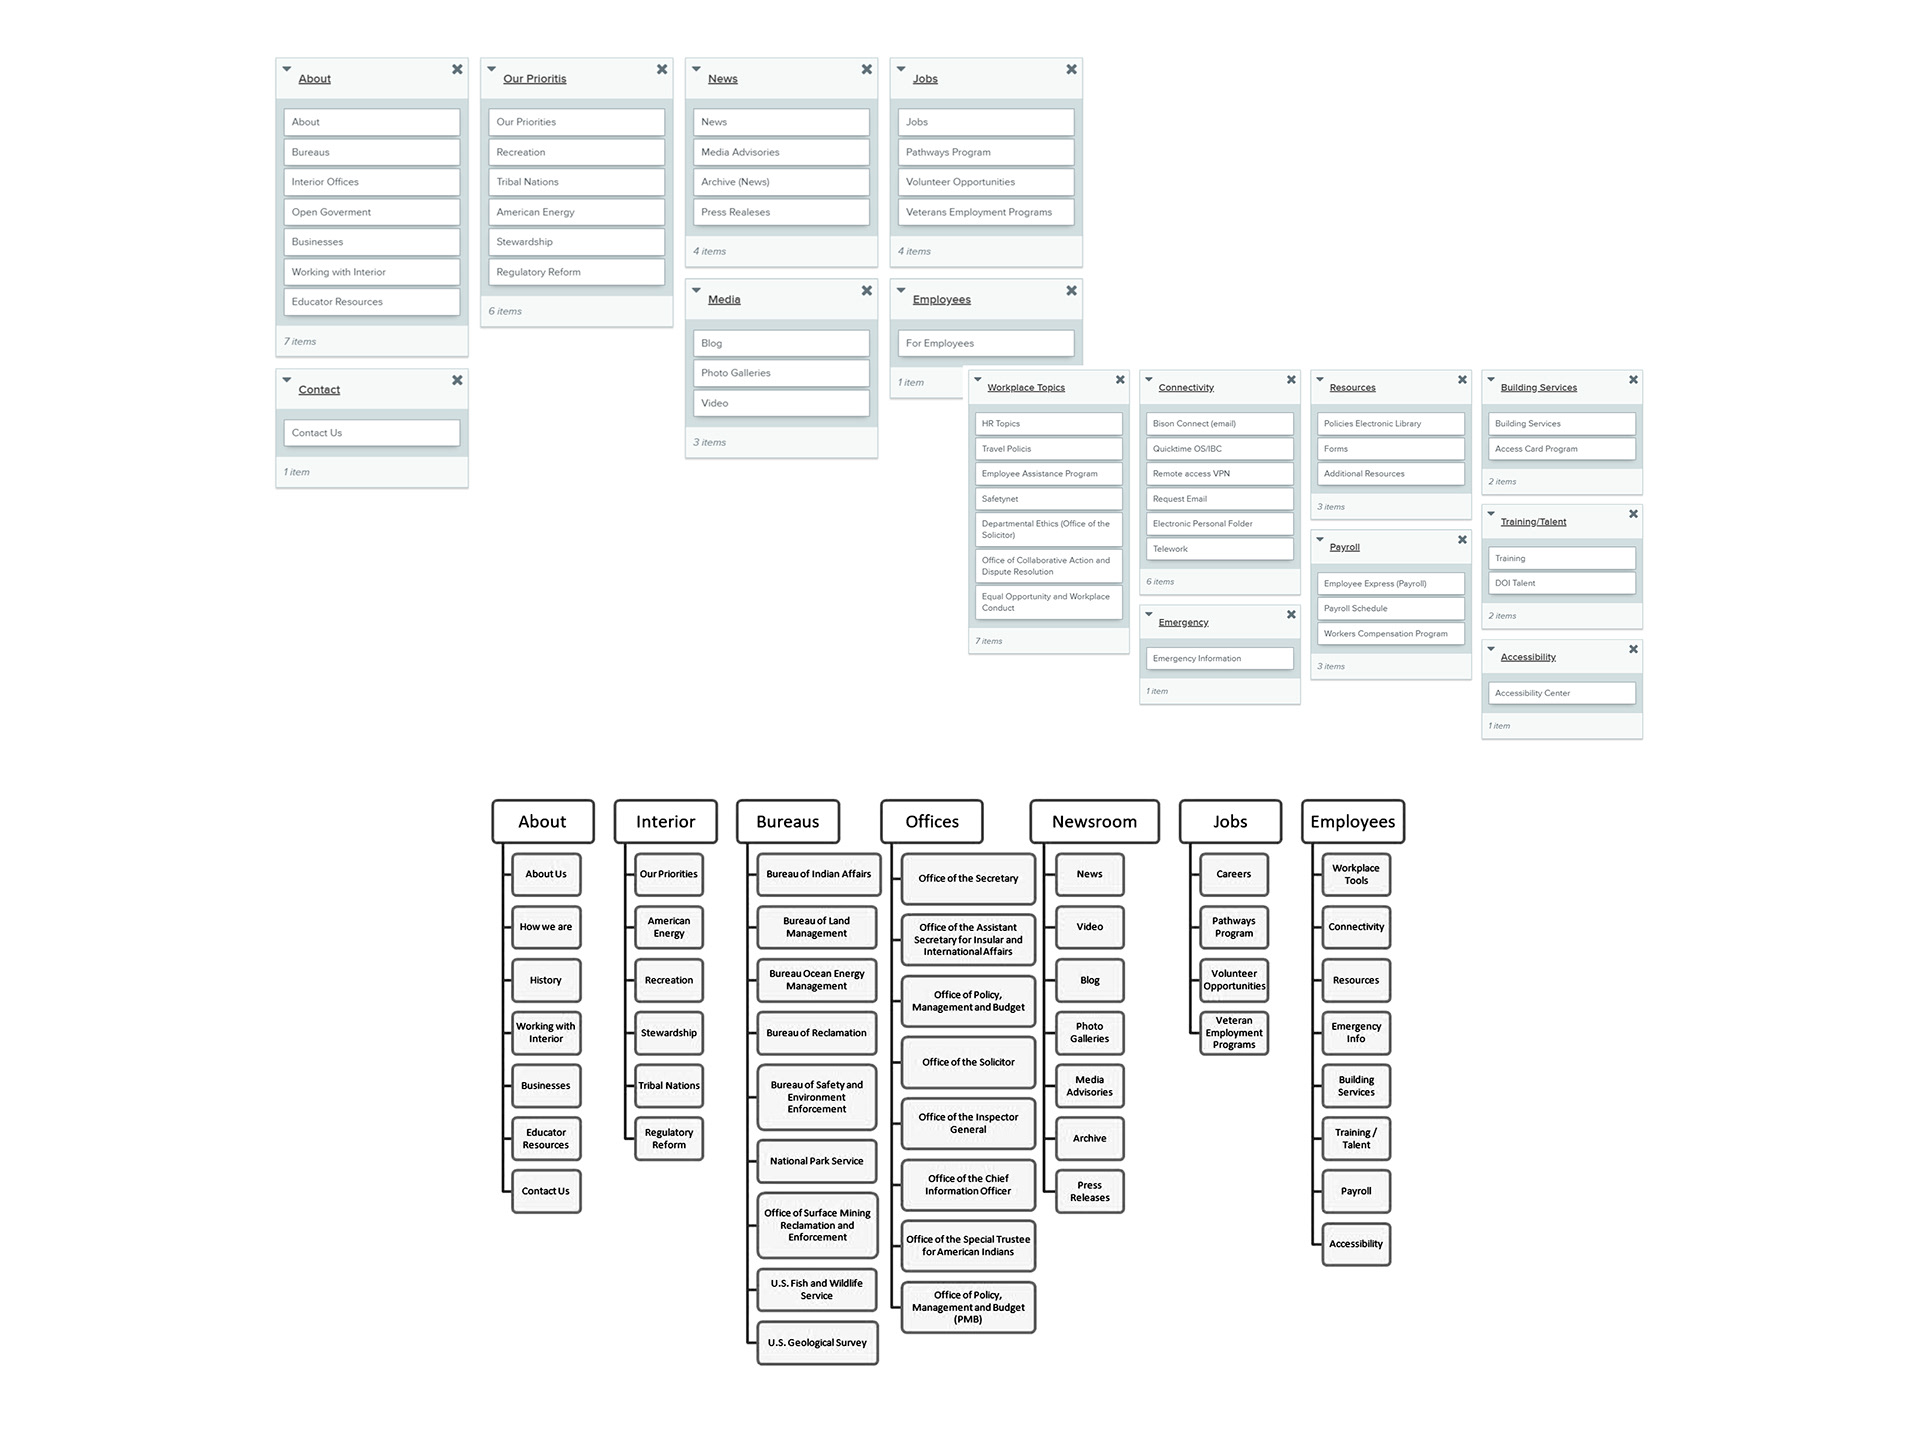 About
About
Bureaus
Interior Offices
Open Goverment
Businesses
Working with Interior
Educator Resources
7 items
Contact
Contact Us
1 item
Our Prioritis
Our Priorities
Recreation
Tribal Nations
American Energy
Stewardship
Regulatory Reform
6 items
News
News
Media Advisories
Archive (News)
Press Realeses
4 items
Media
Blog
Photo Galleries
Video
3 items
Jobs
Jobs
Pathways Program
Volunteer Opportunities
Veterans Employment Programs
4 items
Employees
For Employees
1 item
Workplace Topics
HR Topics
Travel Policis
Employee Assistance Program
Safetynet
Departmental Ethics (Office of the
Solicitor)
Office of Collaborative Action and
Dispute Resolution
Equal Opportunity and Workplace
Conduct
7 items
Connectivity
Bison Connect (email)
Quicktime OS/IBC
Remote access VPN
Request Email
Electronic Personal Folder
Telework
6 items
Emergency
Emergency Information
1 item
Resources
Policies Electronic Library
Forms
Additional Resources
3 items
Payroll
Employee Express (Payroll)
Payroll Schedule
Workers Compensation Program
3 items
Building Services
Building Services
Access Card Program
2 items
Training/Talent
Training
DOI Talent
2 items
Accessibility
Accessibility Center
1 item
About
About Us
How we are
History
Working with
Interior
Businesses
Educator
Resources
Contact Us
Interior
Our Priorities
American
Energy
Recreation
Stewardship
Tribal Nations
Regulatory
Reform
Bureaus
Bureau of Indian Affairs
Bureau of Land
Management
Bureau Ocean Energy
Management
Bureau of Reclamation
Bureau of Safety and
Environment
Enforcement
National Park Service
Office of Surface Mining
Reclamation and
Enforcement
U.S. Fish and Wildlife
Service
U.S. Geological Survey
Offices
Office of the Secretary
Office of the Assistant
Secretary for Insular and
International Affairs
Office of Policy,
Management and Budget
Office of the Solicitor
Office of the Inspector
General
Office of the Chief
Information Officer
Office of the Special Trustee
for American Indians
Office of Policy,
Management and Budget
(PMB)
Newsroom
News
Video
Blog
Photo
Galleries
Media
Advisories
Archive
Press
Releases
Jobs
Careers
Pathways
Program
Volunteer
Opportunities
Veteran
Employment
Programs
Employees
Workplace
Tools
Connectivity
Resources
Emergency
Info
Building
Services
Training /
Talent
Payroll
Accessibility